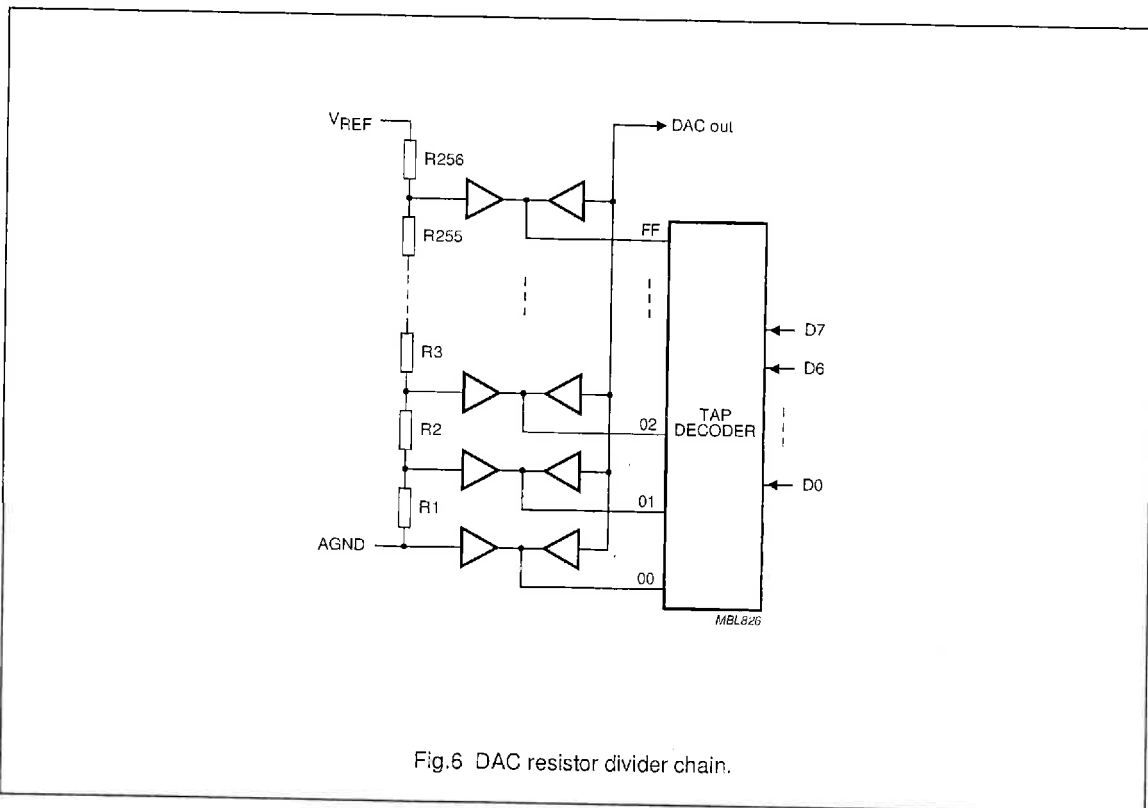 VREF
DAC out
R256
R255
FF
R3
D7
D6
R2
02
TAP
DECODER
D0
R1
01
AGND
00
MBL826
Fig.6 DAC resistor divider chain.